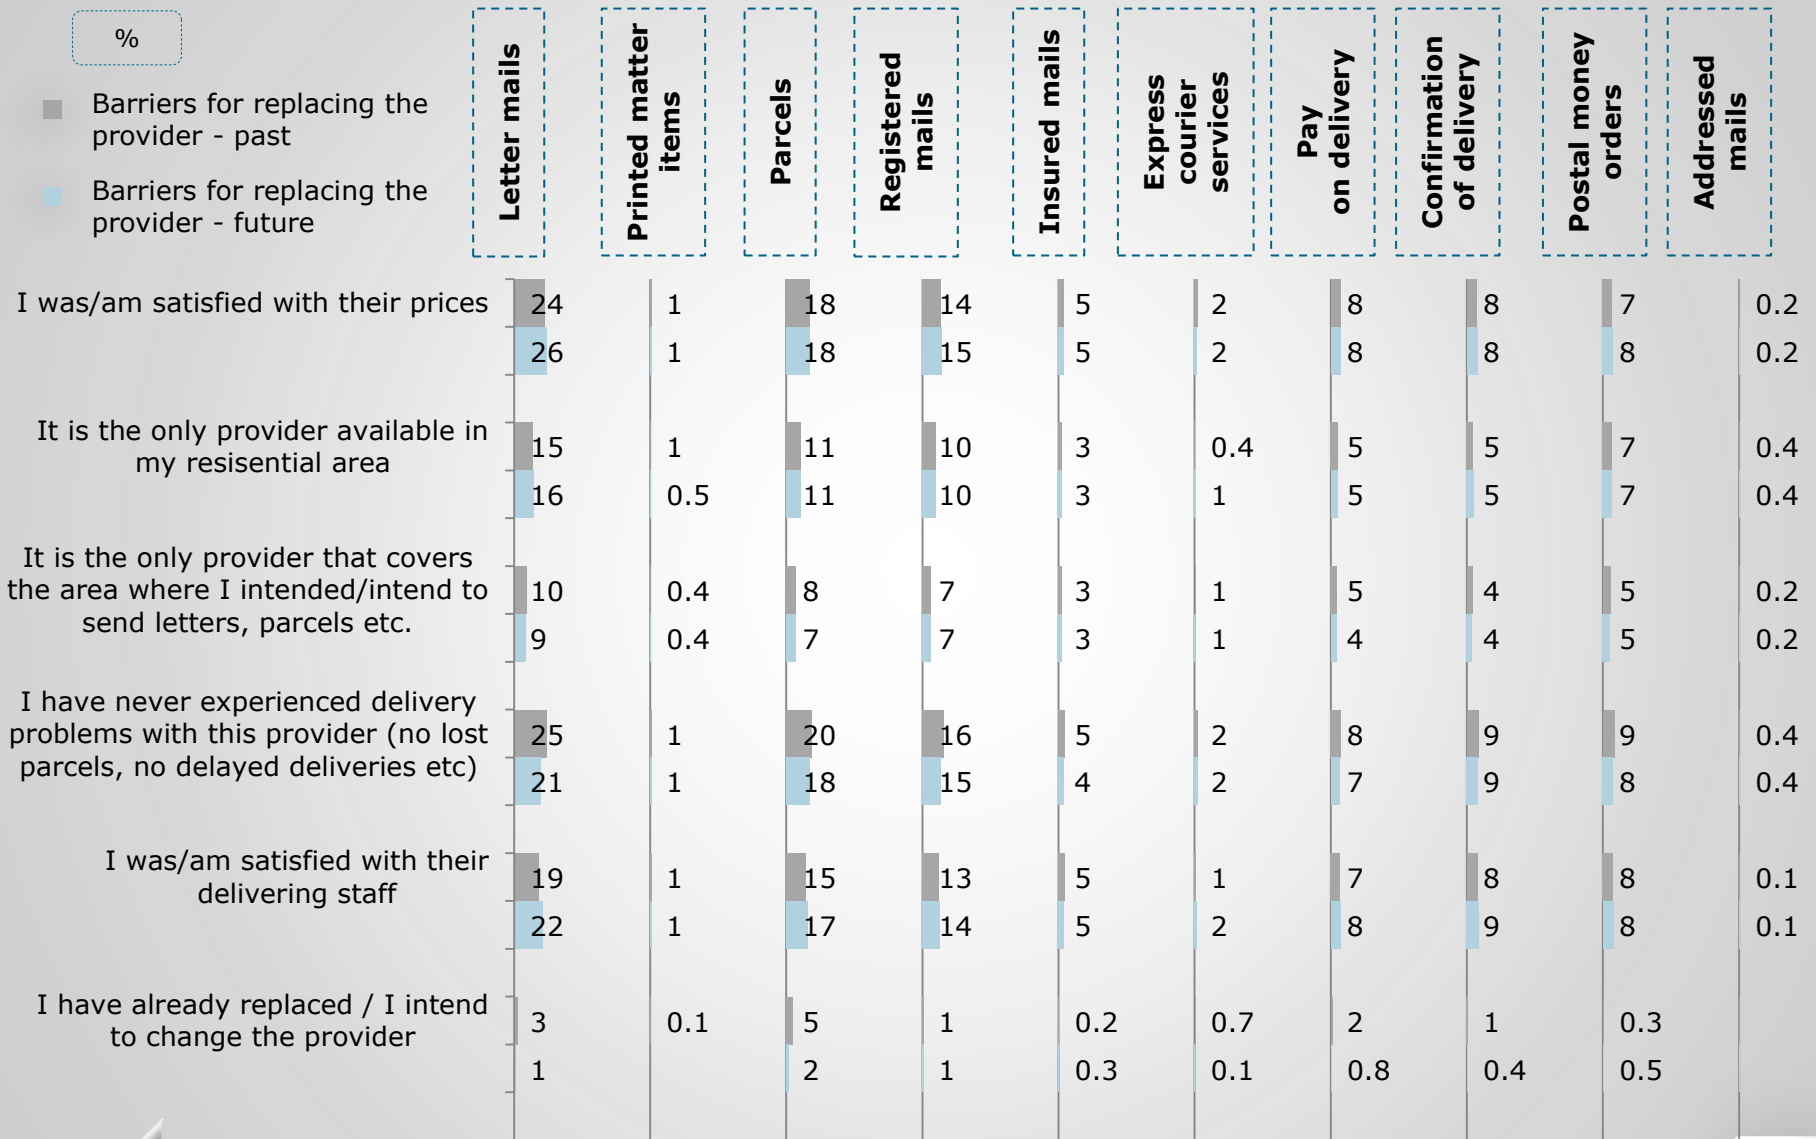 %
Barriers for replacing the
provider - past
Barriers for replacing the
provider - future
Letter mails
Printed matter
items
Parcels
Registered
mails
Insured mails
Express
courier
services
Pay
on delivery
Confirmation
of delivery
Postal money
orders
Addressed
mails
I was/am satisfied with their prices
24 1 18 14 5 2 8 8 7 0.2
26 1 18 15 5 2 8 8 8 0.2
It is the only provider available in
my resisential area
15 1 11 10 3 0.4 5 5 7 0.4
16 0.5 11 10 3 1 5 5 7 0.4
It is the only provider that covers
the area where I intended/intend to
send letters, parcels etc.
10 0.4 8 7 3 1 5 4 5 0.2
9 0.4 7 7 3 1 4 4 5 0.2
I have never experienced delivery
problems with this provider (no lost
parcels, no delayed deliveries etc)
25 1 20 16 5 2 8 9 9 0.4
21 1 18 15 4 2 7 9 8 0.4
I was/am satisfied with their
delivering staff
19 1 15 13 5 1 7 8 8 0.1
22 1 17 14 5 2 8 9 8 0.1
I have already replaced / I intend
to change the provider
3 0.1 5 1 0.2 0.7 2 1 0.3
1 2 1 0.3 0.1 0.8 0.4 0.5